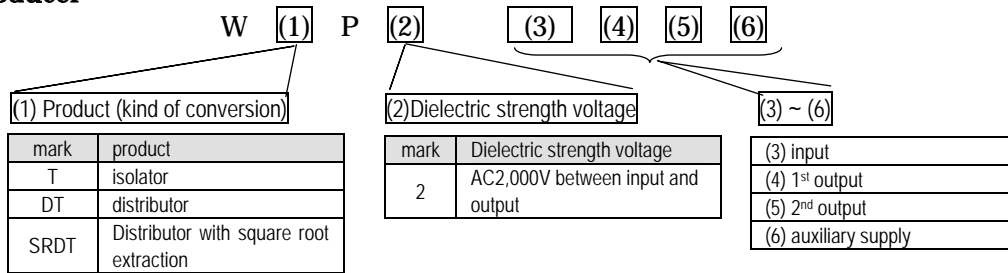 W (1) P (2) (3) (4) (5) (6)
(1) Product (kind of conversion)
mark product
T isolator
DT distributor
SRDT Distributor with square root extraction
(2)Dielectric strength voltage
mark Dielectric strength voltage
2 AC2,000V between input and output
(3) ~ (6)
(3) input
(4) 1st output
(5) 2nd output
(6) auxiliary supply